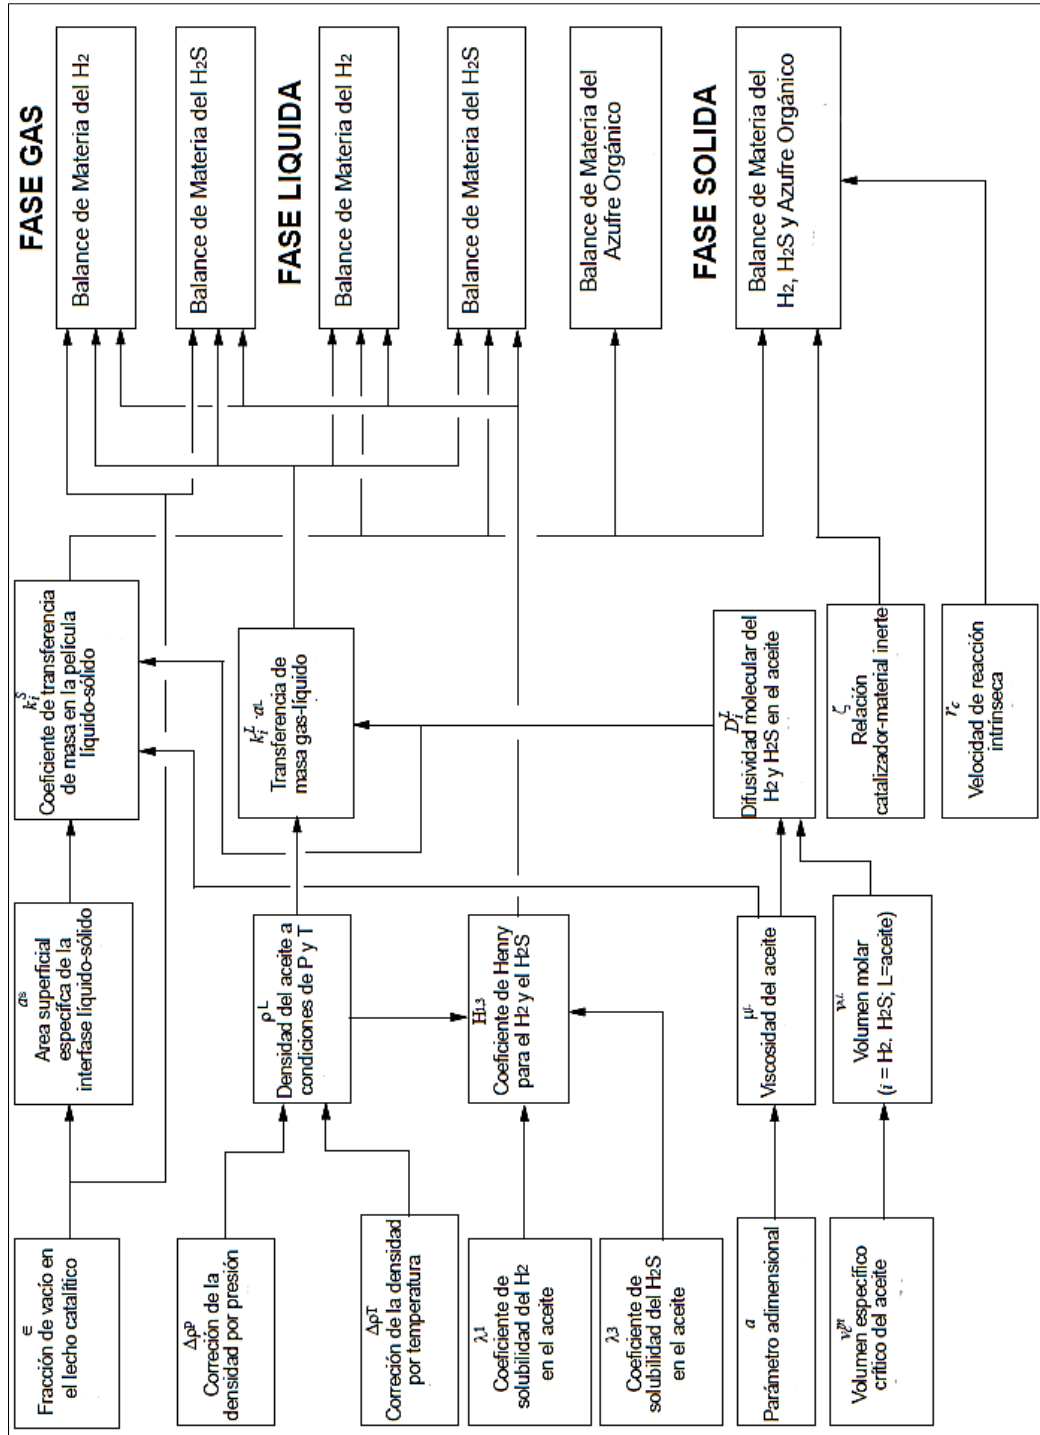 ∈
Fracción de vacío en
el lecho catalítico
ΔρP
Correción de la
densidad por presión
ΔρT
Correción de la densidad
por temperatura
λ1
Coeficiente de
solubilidad del H2
en el aceite
λ3
Coeficiente de
solubilidad del H2S
en el aceite
a
Parámetro adimensional
vcm
Volumen específico
crítico del aceite
as
Area superficial
específca de la
interfase líquido-sólido
ρL
Densidad del aceite a
condiciones de P y T
H1,3
Coeficiente de Henry
para el H2 y el H2S
μL
Viscosidad del aceite
Volumen molar
(i = H2, H2S; L=aceite)
kiS
Coeficiente de transferencia
de masa en la película
líquido-sólido
kiL·aL
Transferencia de
masa gas-líquido
DiL
Difusividad molecular del
H2 y H2S en el aceite
ζ
Relación
catalizador-material inerte
rc
Velocidad de reacción
intrínseca
FASE GAS
Balance de Materia del H2
Balance de Materia del H2S
FASE LIQUIDA
Balance de Materia del H2
Balance de Materia del H2S
Balance de Materia del
Azufre Orgánico
FASE SOLIDA
Balance de Materia del
H2, H2S y Azufre Orgánico